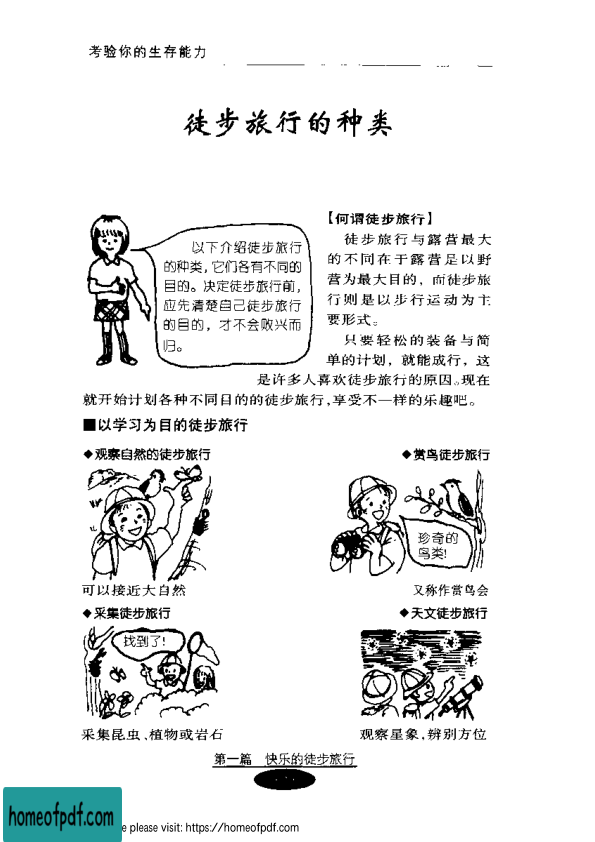 考验你的生存能力
徒步旅行的种类
以下介绍徒步旅行
的种类，它们各有不同的
目的。决定徒步旅行前，
应先清楚自己徒步旅行
的目的，才不会败兴而
归。
【何谓徒步旅行】
徒步旅行与露营最大
的不同在于露营是以野
营为最大目的，而徒步旅
行则是以步行运动为主
要形式。
只要轻松的装备与简
单的计划，就能成行，这
是许多人喜欢徒步旅行的原因。现在
就开始计划各种不同目的的徒步旅行，享受不一样的乐趣吧。
■以学习为目的徒步旅行
◆观察自然的徒步旅行
可以接近大自然
◆赏鸟徒步旅行
珍奇的
鸟类！
又称作赏鸟会
◆采集徒步旅行
找到了！
采集昆虫、植物或岩石
◆天文徒步旅行
观察星象，辨别方位
第一篇 快乐的徒步旅行
homeofpdf.com
e please visit: https://homeofpdf.com